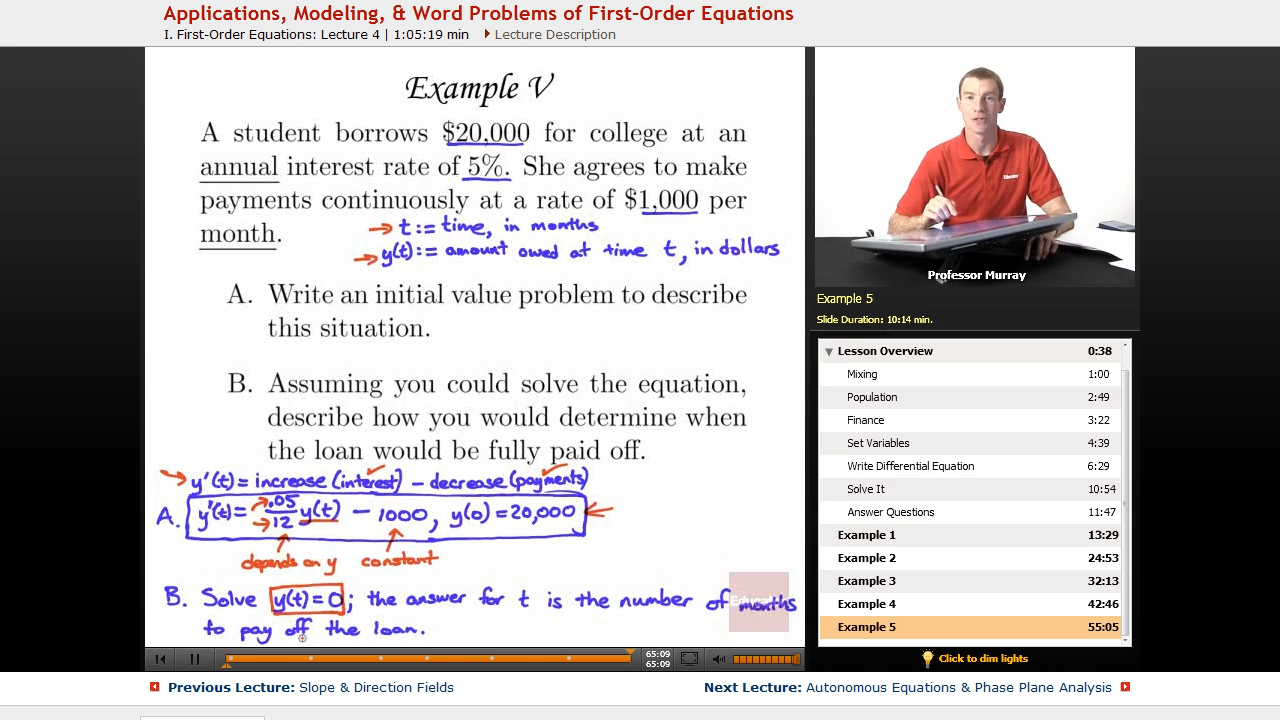 Applications, Modeling, & Word Problems of First-Order Equations
I. First-Order Equations: Lecture 4 | 1:05:19 min Lecture Description
Example V
A student borrows $20,000 for college at an
annual interest rate of 5%. She agrees to make
payments continuously at a rate of $1,000 per
month.
→ t:= time, in months
→ y(t):= amount owed at time t, in dollars
A. Write an initial value problem to describe
this situation.
B. Assuming you could solve the equation,
describe how you would determine when
the loan would be fully paid off.
→ y'(t) = increase (interest) - decrease (payments)
A. y'(t) = .05/12 y(t) - 1000, y(0) = 20,000
depends on y constant
B. Solve y(t) = 0; the answer for t is the number of months
to pay off the loan.
Professor Murray
Example 5
Slide Duration: 10:14 min.
Lesson Overview 0:38
Mixing 1:00
Population 2:49
Finance 3:22
Set Variables 4:39
Write Differential Equation 6:29
Solve It 10:54
Answer Questions 11:47
Example 1 13:29
Example 2 24:53
Example 3 32:13
Example 4 42:46
Example 5 55:05
65:09
65:09
Click to dim lights
Previous Lecture: Slope & Direction Fields
Next Lecture: Autonomous Equations & Phase Plane Analysis